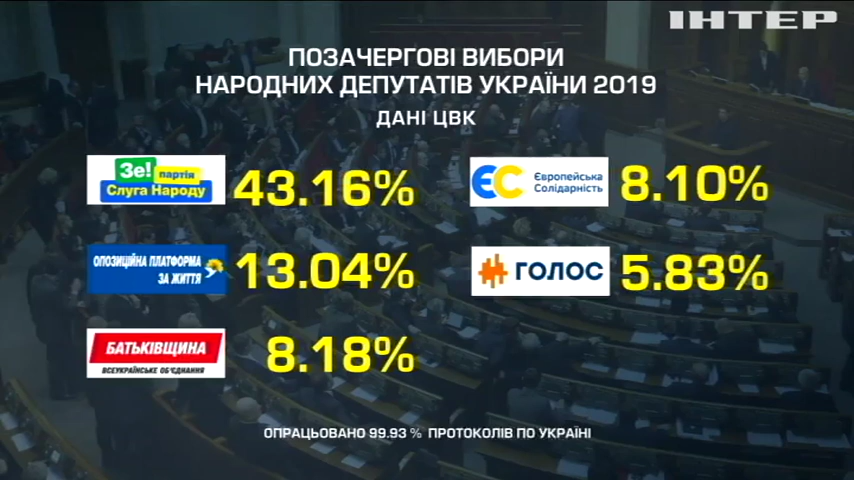 ІНТЕР
ПОЗАЧЕРГОВІ ВИБОРИ
НАРОДНИХ ДЕПУТАТІВ УКРАЇНИ 2019
ДАНІ ЦВК
Зе! партія
Слуга Народу
43.16%
ОПОЗИЦІЙНА ПЛАТФОРМА
ЗА ЖИТТЯ
13.04%
БАТЬКІВЩИНА
ВСЕУКРАЇНСЬКЕ ОБ'ЄДНАННЯ
8.18%
ЄС Європейська
Солідарність
8.10%
ГОЛОС
5.83%
ОПРАЦЬОВАНО 99.93 % ПРОТОКОЛІВ ПО УКРАЇНІ